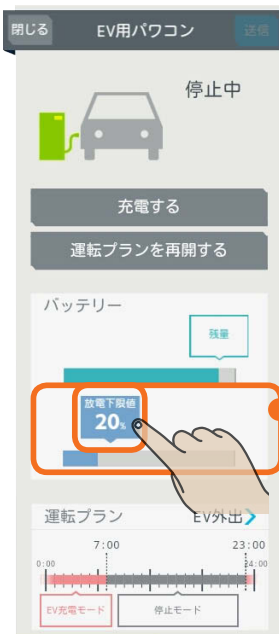 閉じる EV用パワコン 送信
停止中
充電する
運転プランを再開する
バッテリー
残量
放電下限値
20%
運転プラン EV外出
7:00 23:00
0:00 24:00
EV充電モード 停止モード